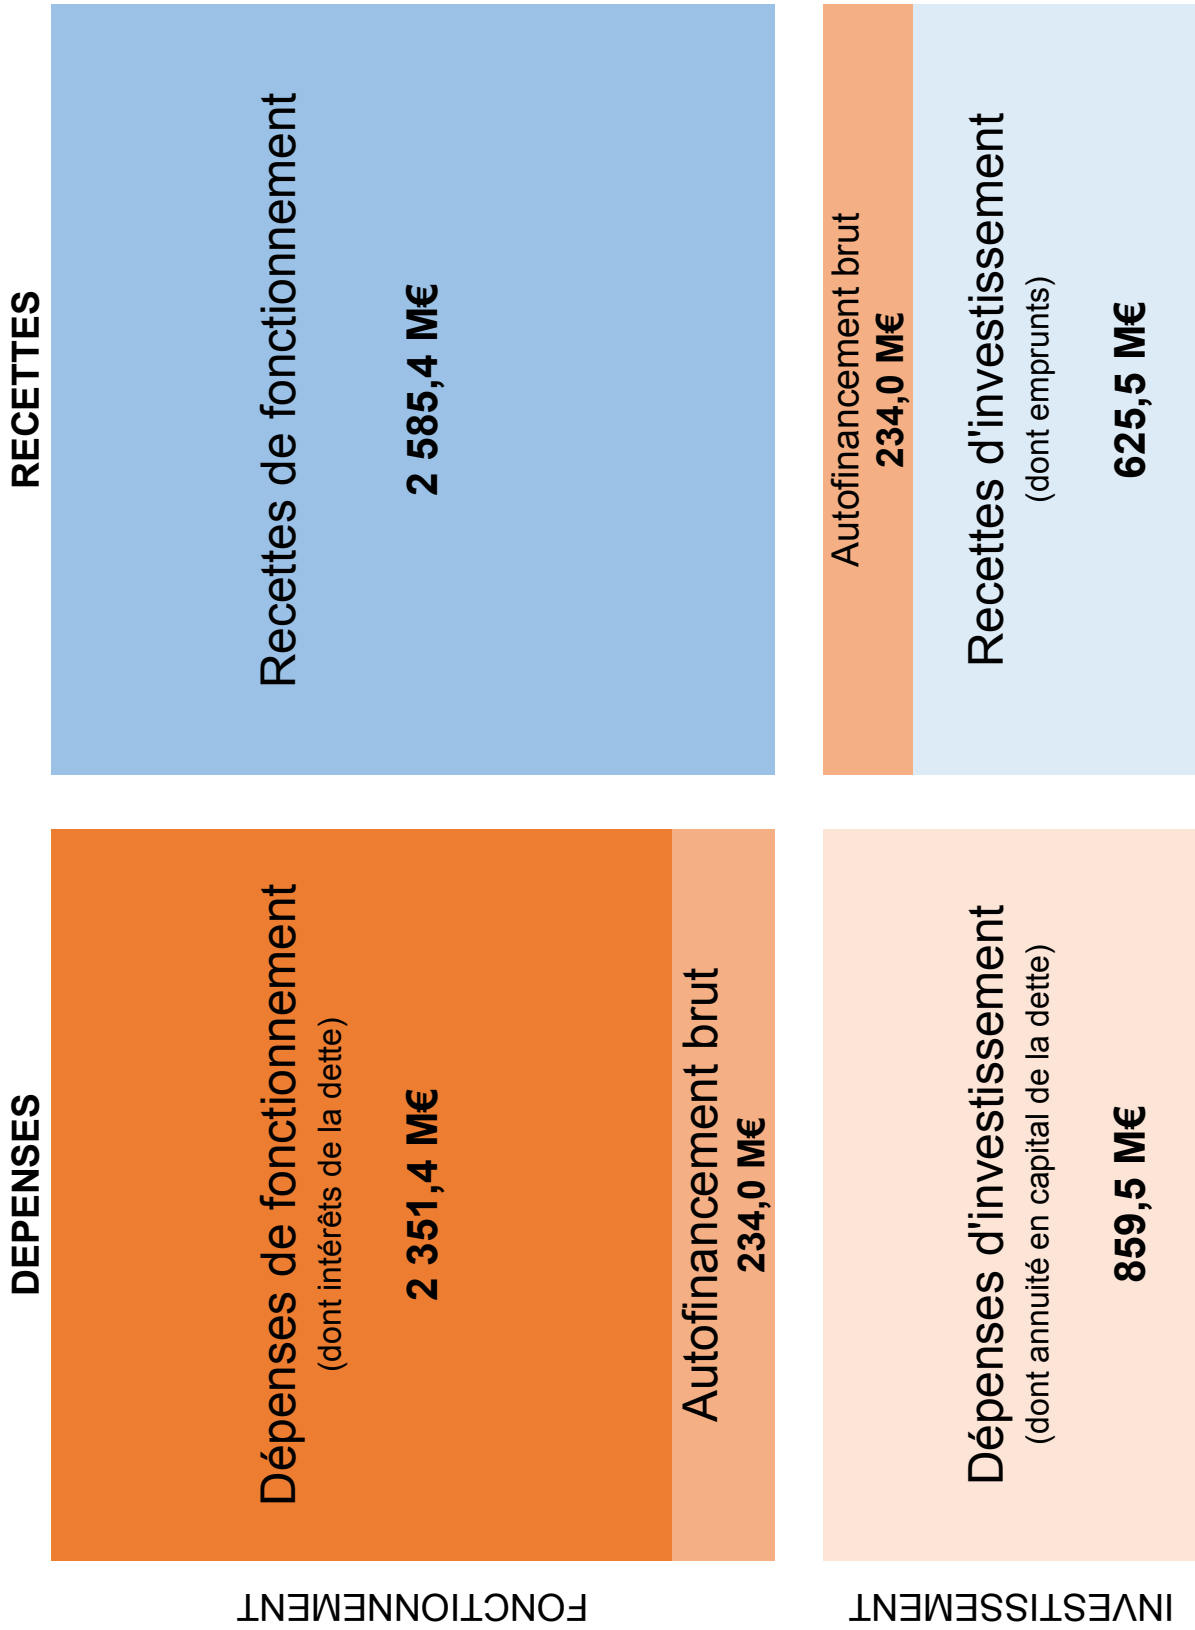 DEPENSES
RECETTES
FONCTIONNEMENT
Dépenses de fonctionnement
(dont intérêts de la dette)
2 351,4 M€
Autofinancement brut
234,0 M€
Recettes de fonctionnement
2 585,4 M€
INVESTISSEMENT
Dépenses d'investissement
(dont annuité en capital de la dette)
859,5 M€
Autofinancement brut
234,0 M€
Recettes d'investissement
(dont emprunts)
625,5 M€